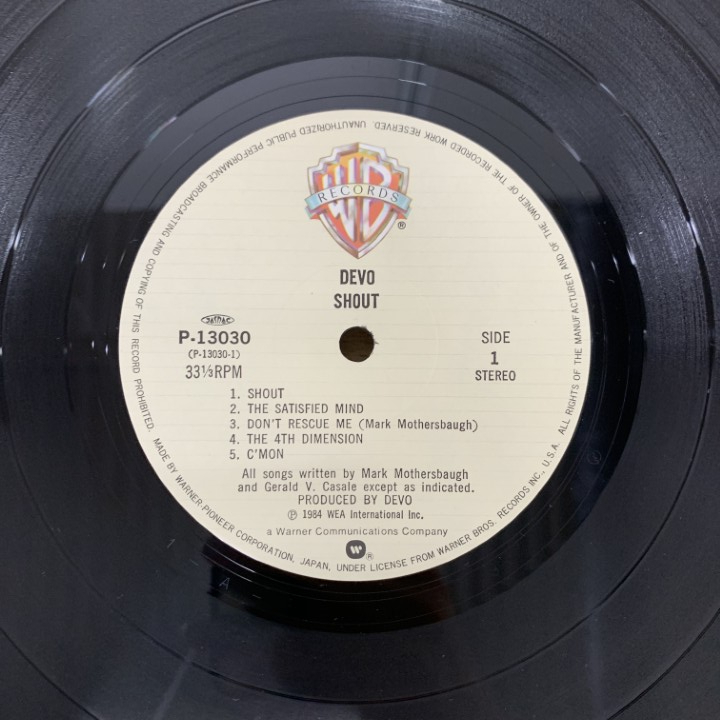 RECORDS
®
DEVO
SHOUT
JASRAC
P-13030
(P-13030-1)
33⅓RPM
SIDE
1
STEREO
1. SHOUT
2. THE SATISFIED MIND
3. DON'T RESCUE ME (Mark Mothersbaugh)
4. THE 4TH DIMENSION
5. C'MON
All songs written by Mark Mothersbaugh
and Gerald V. Casale except as indicated.
PRODUCED BY DEVO
℗ 1984 WEA International Inc.
a Warner Communications Company
®
ALL RIGHTS OF THE MANUFACTURER AND OF THE OWNER OF THE RECORDED WORK RESERVED. UNAUTHORIZED PUBLIC PERFORMANCE BROADCASTING AND COPYING OF THIS RECORD PROHIBITED.
MADE BY WARNER-PIONEER CORPORATION, JAPAN, UNDER LICENSE FROM WARNER BROS. RECORDS INC., U.S.A.
A